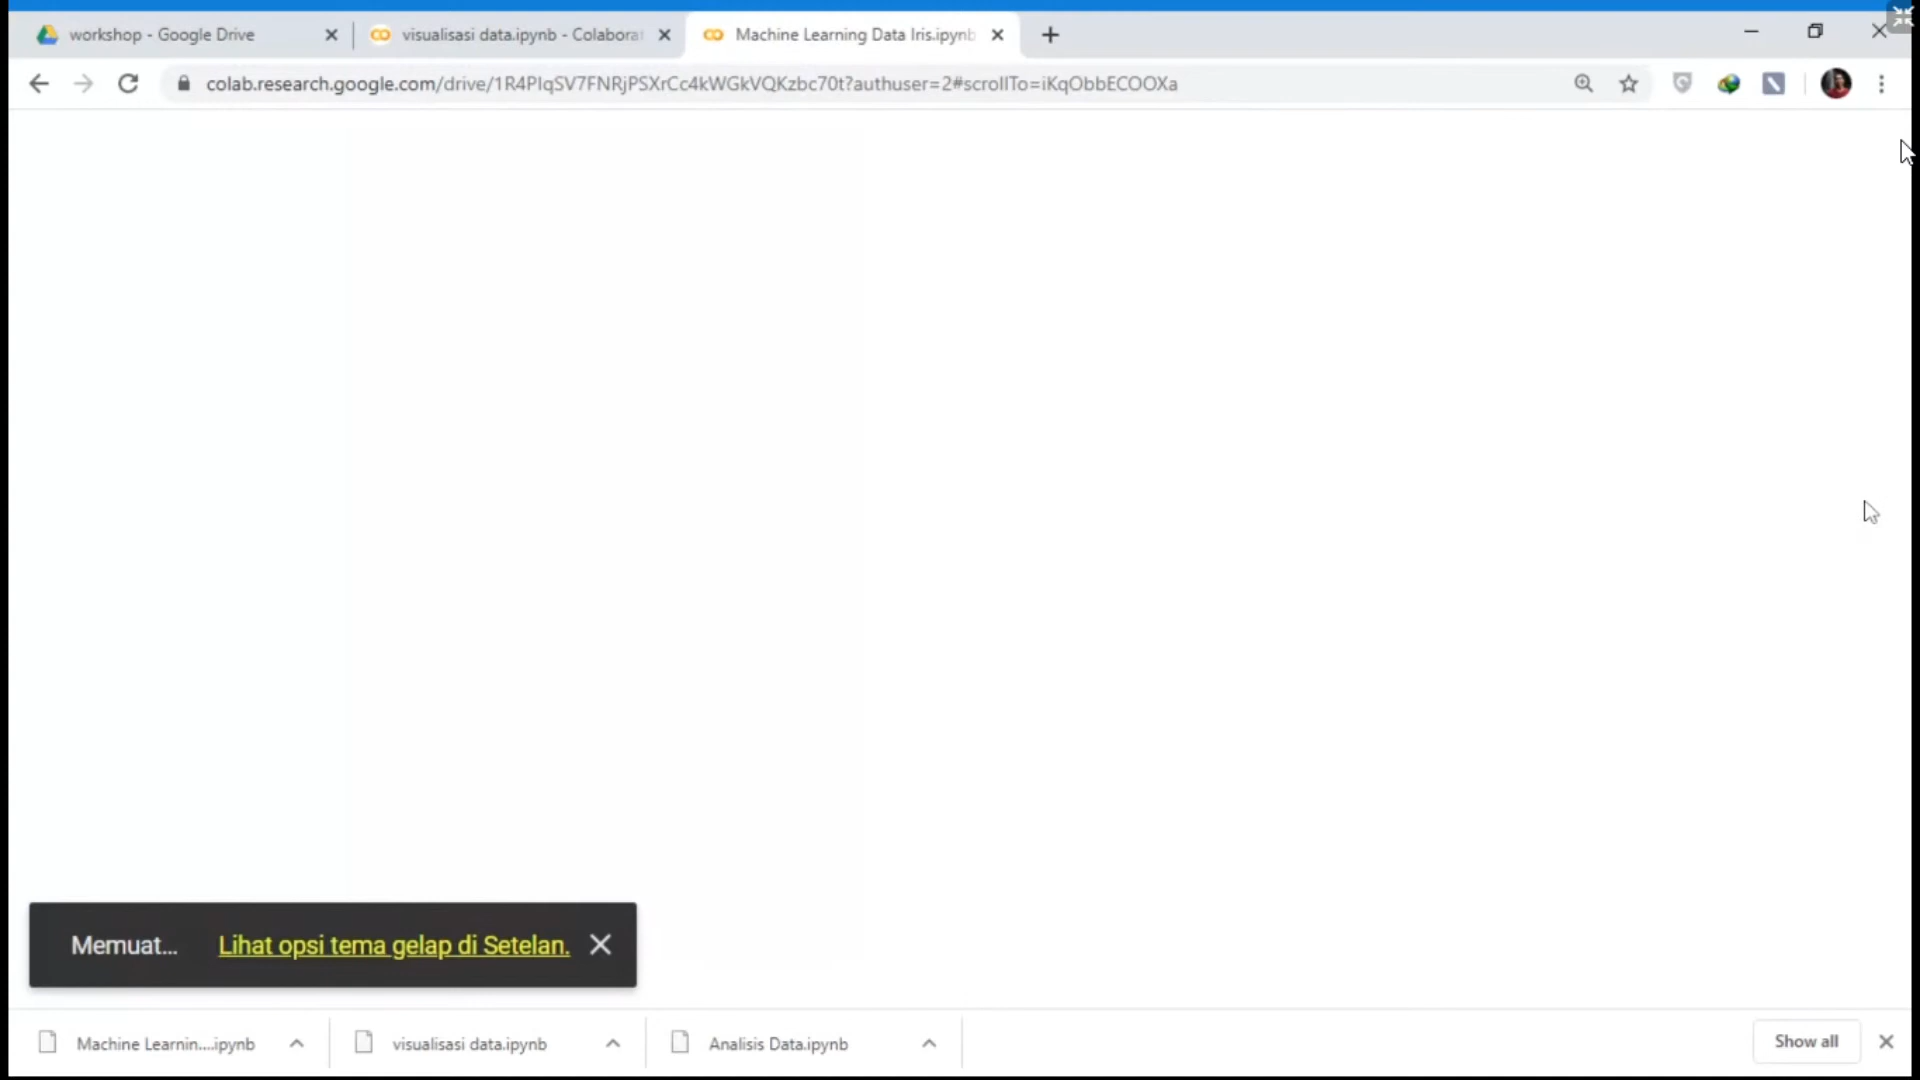 workshop - Google Drive
visualisasi data.ipynb - Colabora
Machine Learning Data Iris.ipynb
colab.research.google.com/drive/1R4PIqSV7FNRjPSXrCc4kWGkVQKzbc70t?authuser=2#scrollTo=iKqObbECOOXa
Memuat... Lihat opsi tema gelap di Setelan.
Machine Learnin....ipynb
visualisasi data.ipynb
Analisis Data.ipynb
Show all